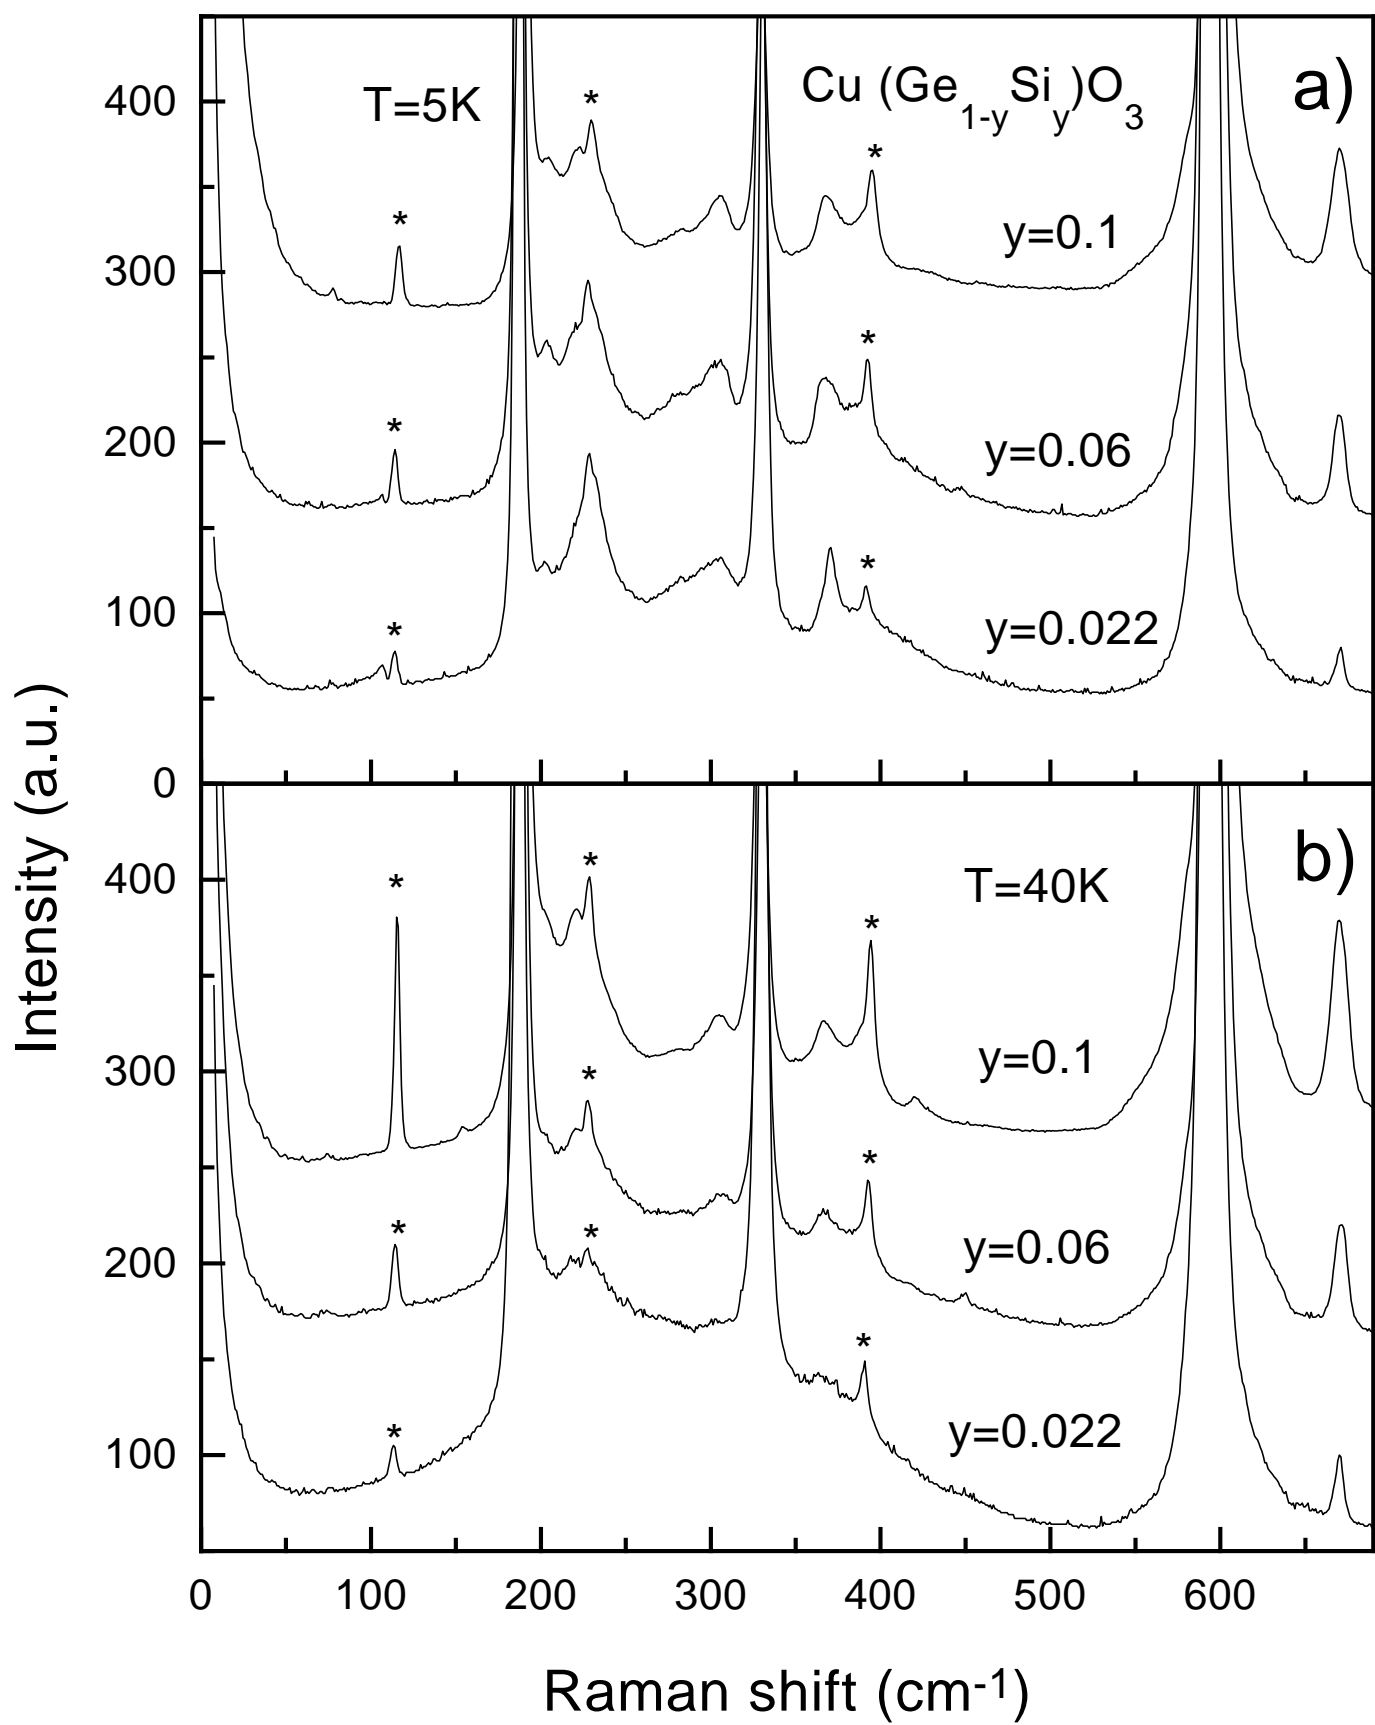 a)
T=5K
Cu (Ge1-ySiy)O3
400
*
*
*
y=0.1
300
*
*
200
y=0.06
*
*
100
y=0.022
0
Intensity (a.u.)
b)
T=40K
400
*
*
*
y=0.1
300
*
*
*
y=0.06
200
*
*
y=0.022
100
*
0 100 200 300 400 500 600
Raman shift (cm-1)